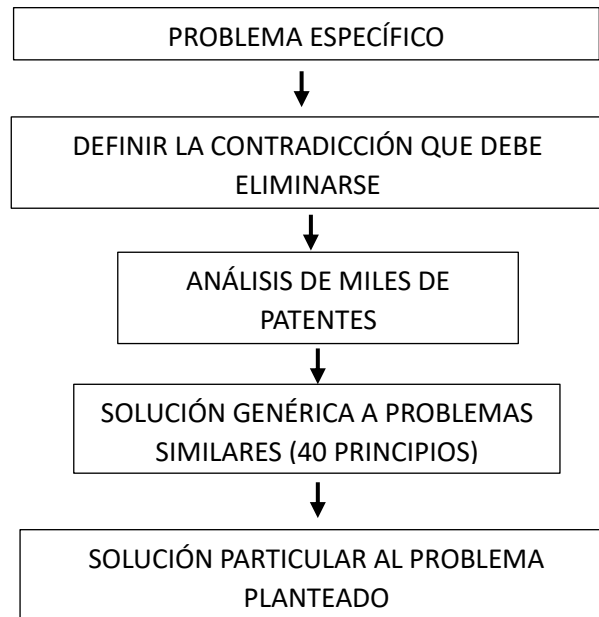 PROBLEMA ESPECÍFICO
DEFINIR LA CONTRADICCIÓN QUE DEBE
ELIMINARSE
ANÁLISIS DE MILES DE
PATENTES
SOLUCIÓN GENÉRICA A PROBLEMAS
SIMILARES (40 PRINCIPIOS)
SOLUCIÓN PARTICULAR AL PROBLEMA
PLANTEADO